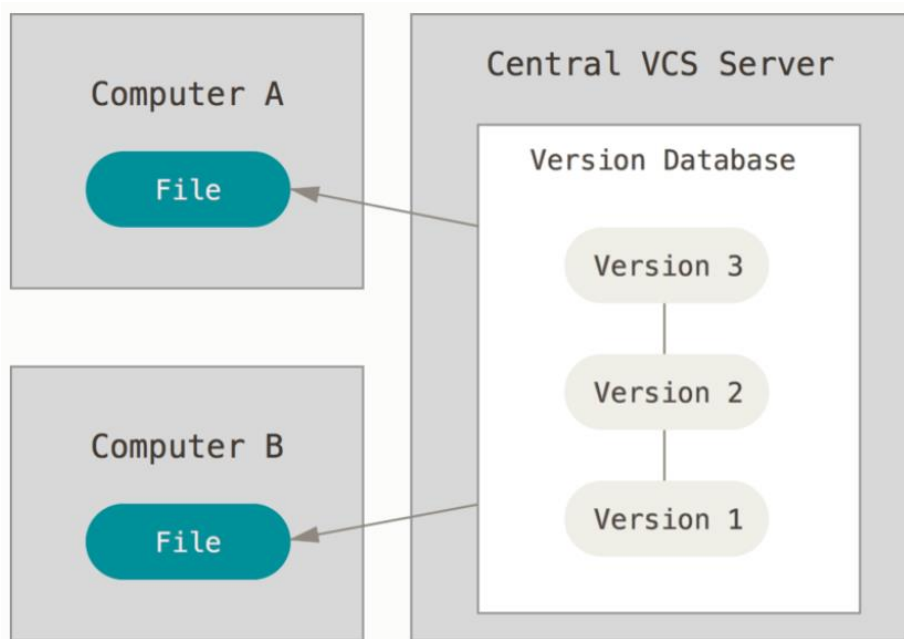 Computer A
File
Computer B
File
Central VCS Server
Version Database
Version 3
Version 2
Version 1